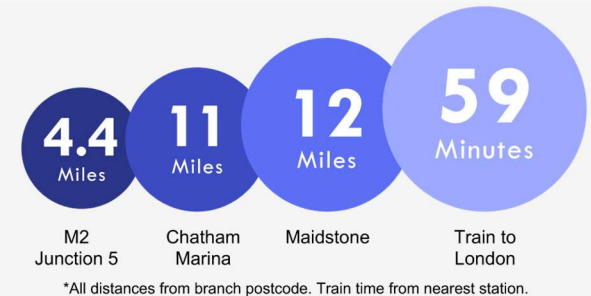 4.4
Miles
11
Miles
12
Miles
59
Minutes
M2
Junction 5
Chatham
Marina
Maidstone
Train to
London
*All distances from branch postcode. Train time from nearest station.